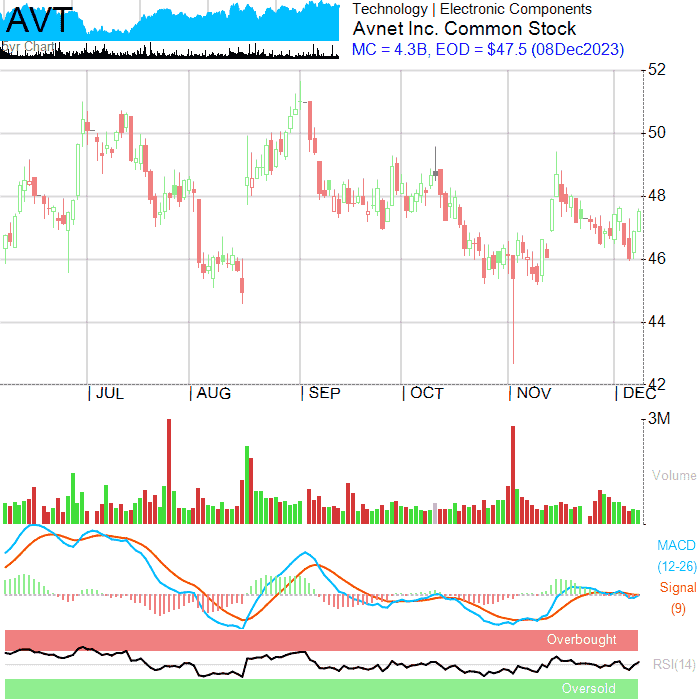 AVT
5yr Chart
Technology | Electronic Components
Avnet Inc. Common Stock
MC = 4.3B, EOD = $47.5 (08Dec2023)
52
50
48
46
44
42
| JUL | AUG | SEP | OCT | NOV | DEC
3M
Volume
MACD
(12-26)
Signal
(9)
Overbought
RSI(14)
Oversold